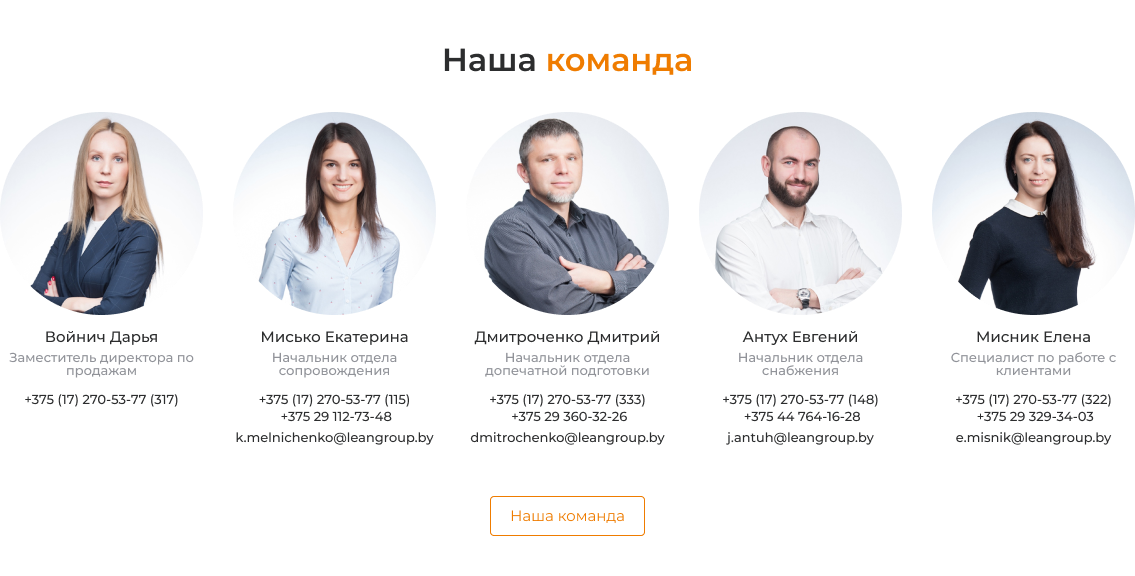 Наша команда
Войнич Дарья
Заместитель директора по
продажам
+375 (17) 270-53-77 (317)
Мисько Екатерина
Начальник отдела
сопровождения
+375 (17) 270-53-77 (115)
+375 29 112-73-48
k.melnichenko@leangroup.by
Дмитроченко Дмитрий
Начальник отдела
допечатной подготовки
+375 (17) 270-53-77 (333)
+375 29 360-32-26
dmitrochenko@leangroup.by
Антух Евгений
Начальник отдела
снабжения
+375 (17) 270-53-77 (148)
+375 44 764-16-28
j.antuh@leangroup.by
Мисник Елена
Специалист по работе с
клиентами
+375 (17) 270-53-77 (322)
+375 29 329-34-03
e.misnik@leangroup.by
Наша команда